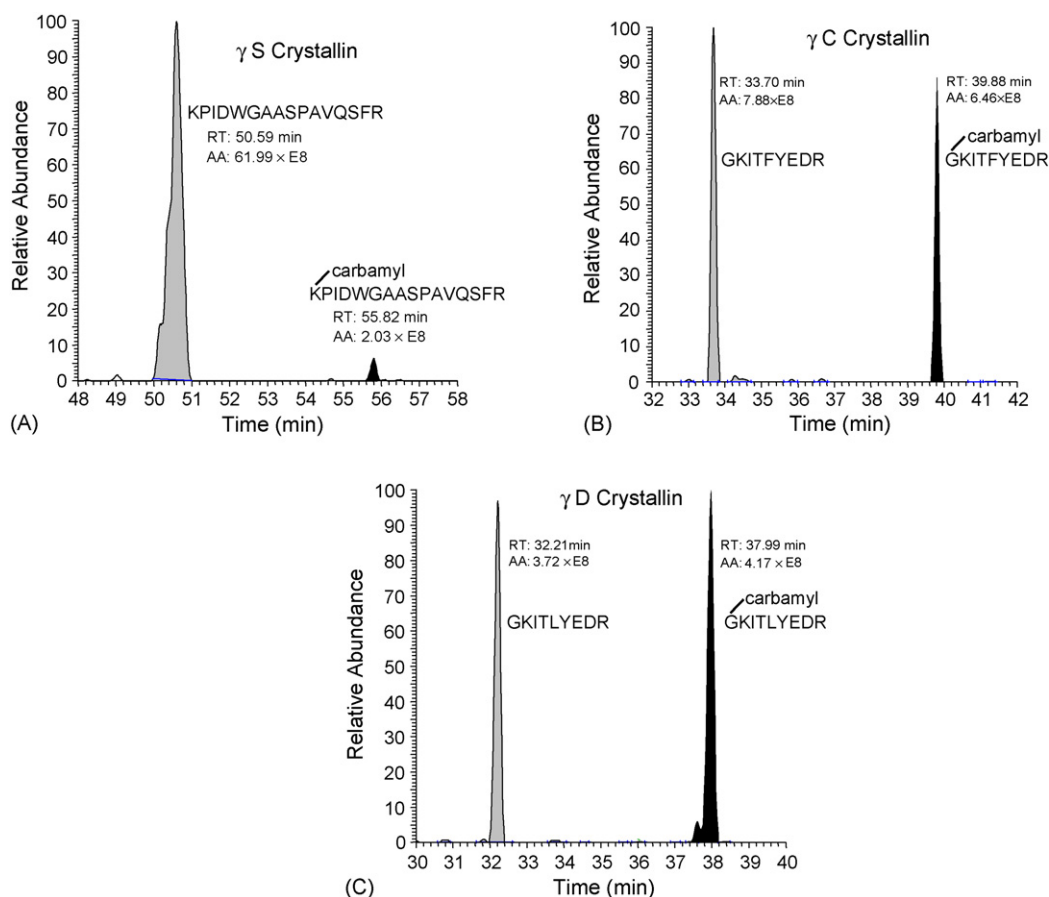 γ S Crystallin
KPIDWGAASPAVQSFR
RT: 50.59 min
AA: 61.99 × E8
carbamyl
KPIDWGAASPAVQSFR
RT: 55.82 min
AA: 2.03 × E8
Relative Abundance
100
90
80
70
60
50
40
30
20
10
0
48 49 50 51 52 53 54 55 56 57 58
Time (min)
(A)
γ C Crystallin
RT: 33.70 min
AA: 7.88×E8
GKITFYEDR
RT: 39.88 min
AA: 6.46×E8
carbamyl
GKITFYEDR
Relative Abundance
100
90
80
70
60
50
40
30
20
10
0
32 33 34 35 36 37 38 39 40 41 42
Time (min)
(B)
γ D Crystallin
RT: 32.21min
AA: 3.72 ×E8
GKITLYEDR
RT: 37.99 min
AA: 4.17 ×E8
carbamyl
GKITLYEDR
Relative Abundance
100
90
80
70
60
50
40
30
20
10
0
30 31 32 33 34 35 36 37 38 39 40
Time (min)
(C)